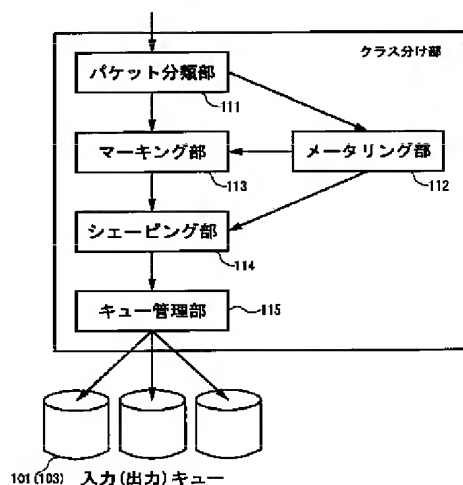 クラス分け部
パケット分類部
111
マーキング部
メータリング部
113
112
シェーピング部
114
キュー管理部
115
101(103) 入力(出力)キュー